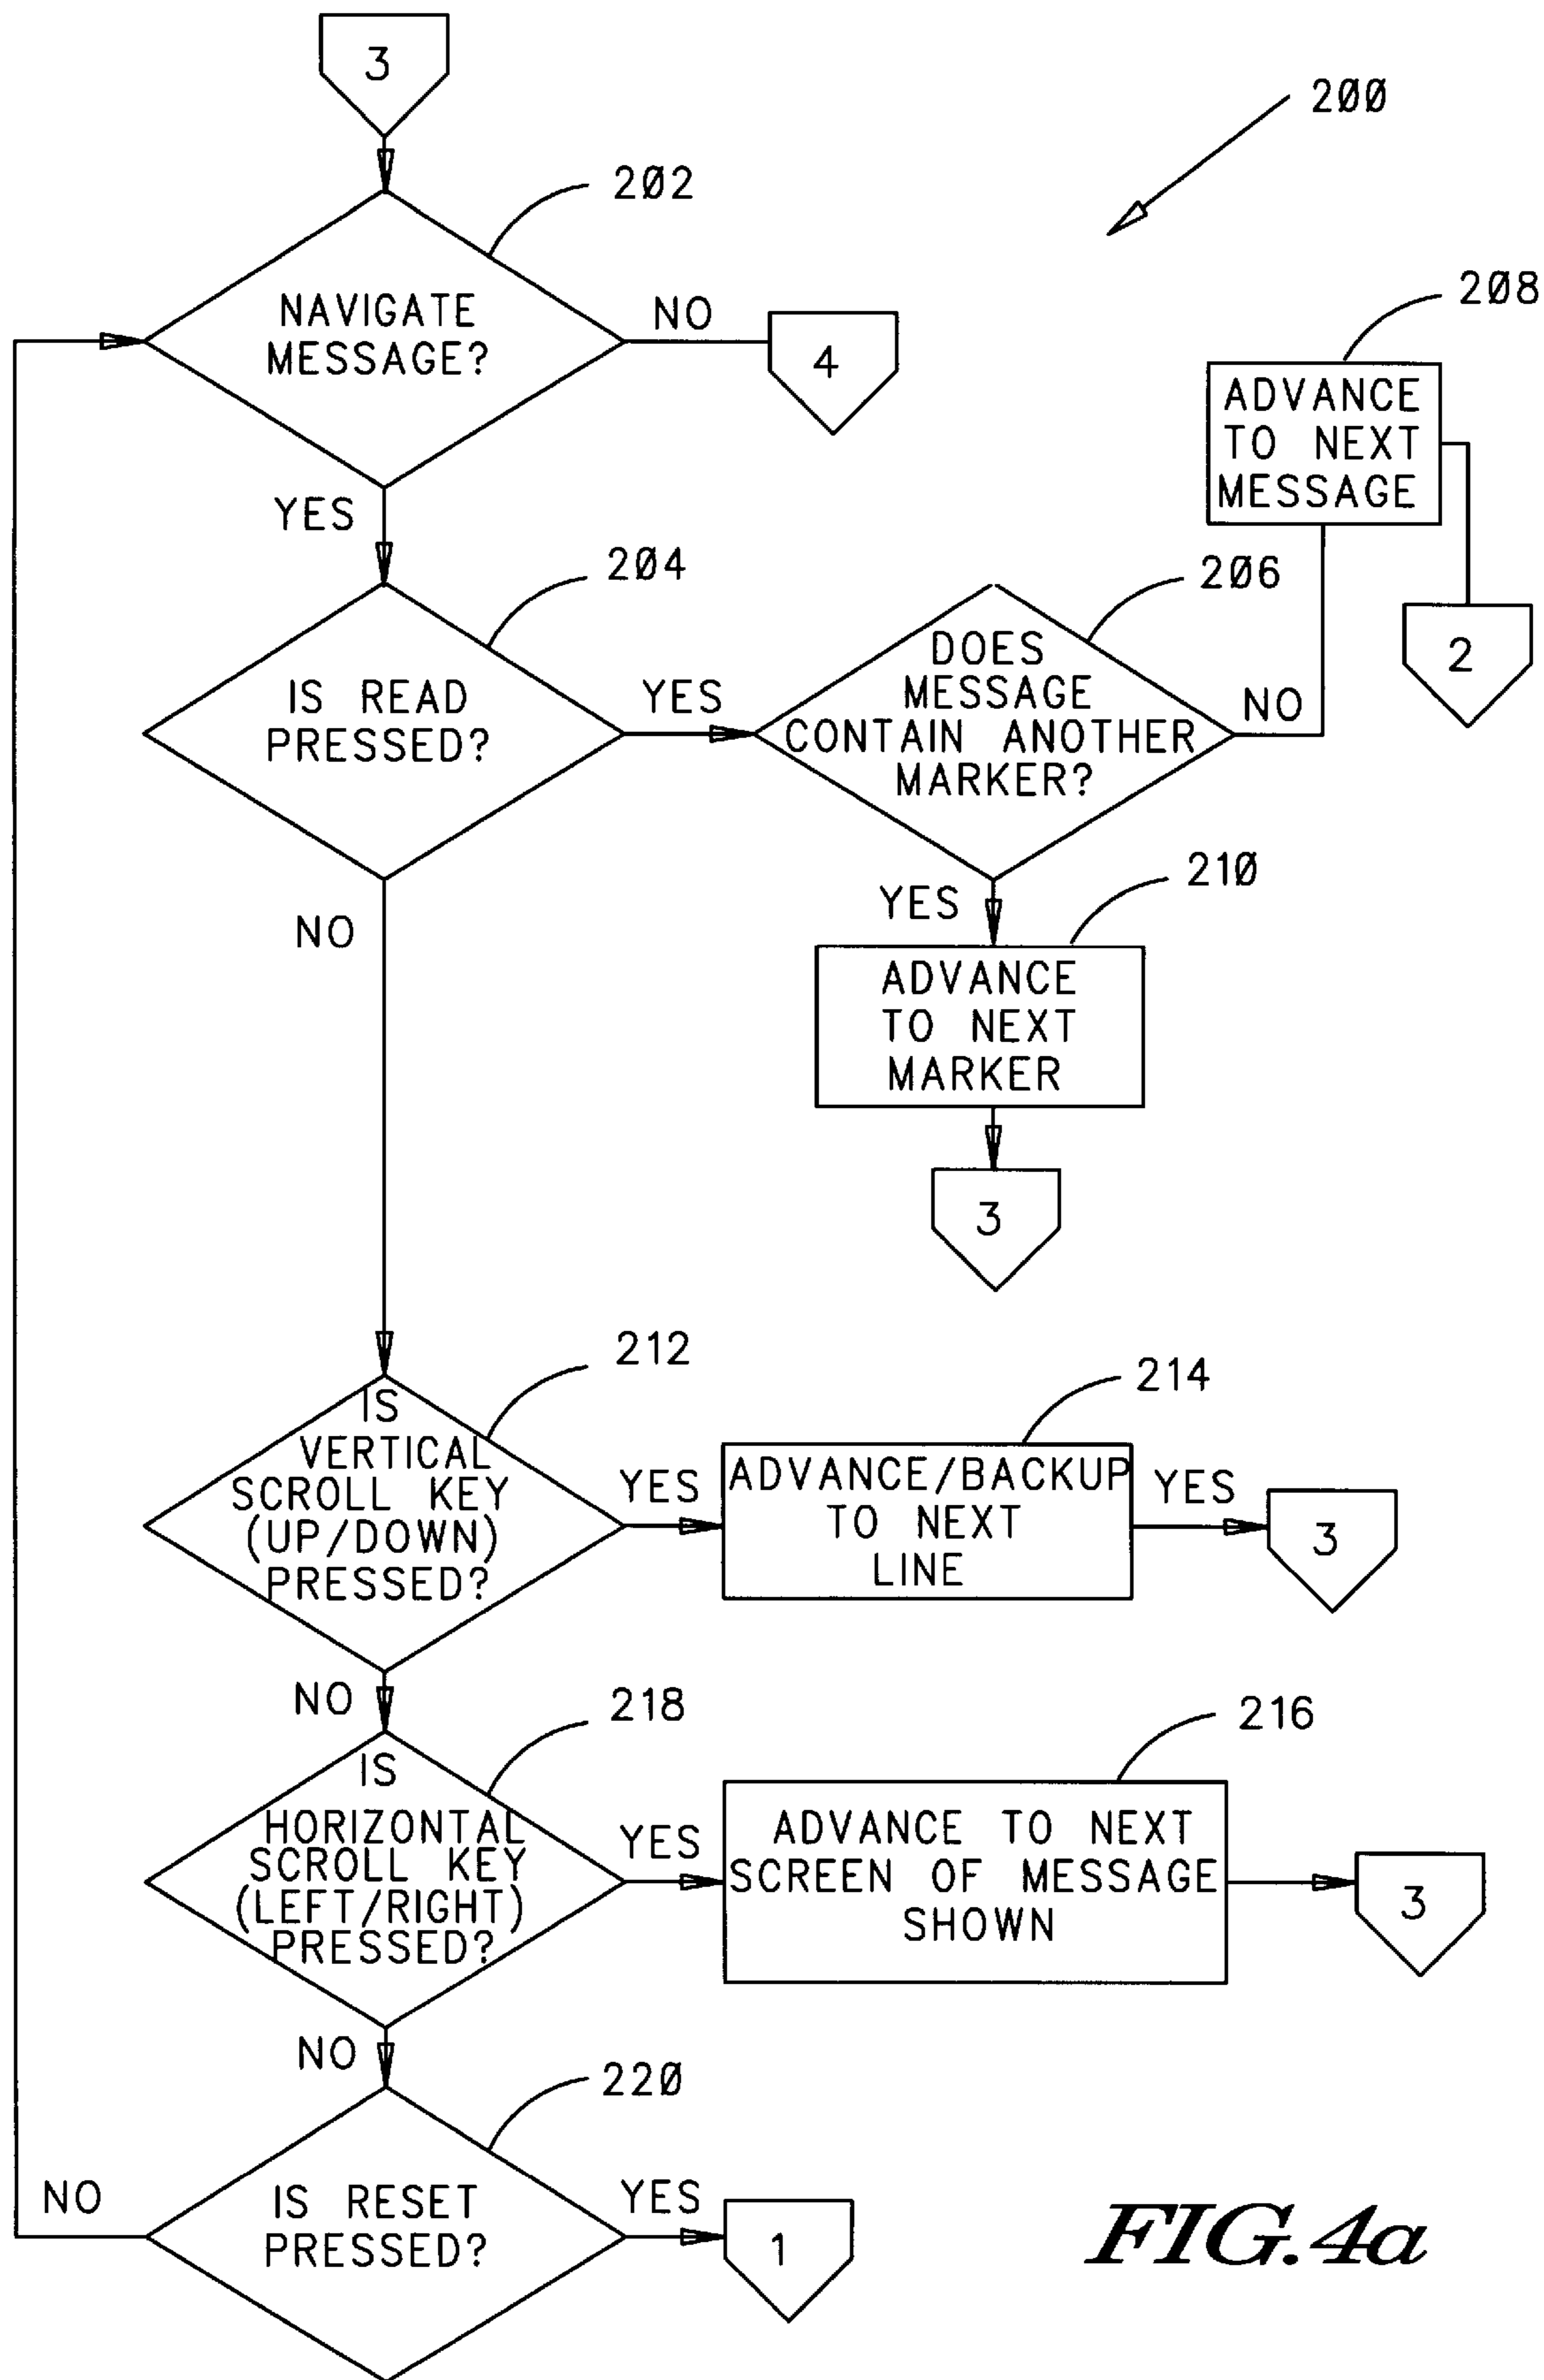 3
200
202
NAVIGATE
MESSAGE?
NO
4
208
ADVANCE
TO NEXT
MESSAGE
2
YES
204
IS READ
PRESSED?
YES
206
DOES
MESSAGE
CONTAIN ANOTHER
MARKER?
NO
YES
210
ADVANCE
TO NEXT
MARKER
3
NO
212
IS
VERTICAL
SCROLL KEY
(UP/DOWN)
PRESSED?
YES
214
ADVANCE/BACKUP
TO NEXT
LINE
YES
3
NO
218
IS
HORIZONTAL
SCROLL KEY
(LEFT/RIGHT)
PRESSED?
YES
216
ADVANCE TO NEXT
SCREEN OF MESSAGE
SHOWN
3
NO
220
IS RESET
PRESSED?
NO
YES
1
FIG.4a